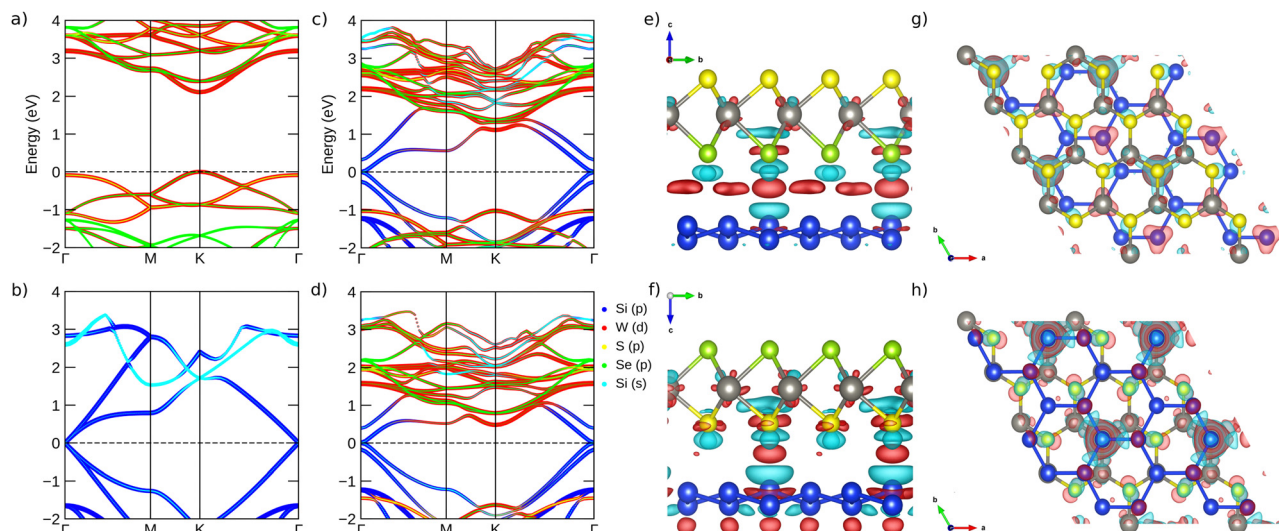 a)
4
3
2
1
0
−1
−2
Energy (eV)
Γ
M
K
Γ
c)
4
3
2
1
0
−1
−2
Energy (eV)
Γ
M
K
Γ
b)
4
3
2
1
0
−1
−2
Γ
M
K
Γ
d)
4
3
2
1
0
−1
−2
Γ
M
K
Γ
Si (p)
W (d)
S (p)
Se (p)
Si (s)
e)
c
b
f)
b
c
g)
b
a
h)
b
a